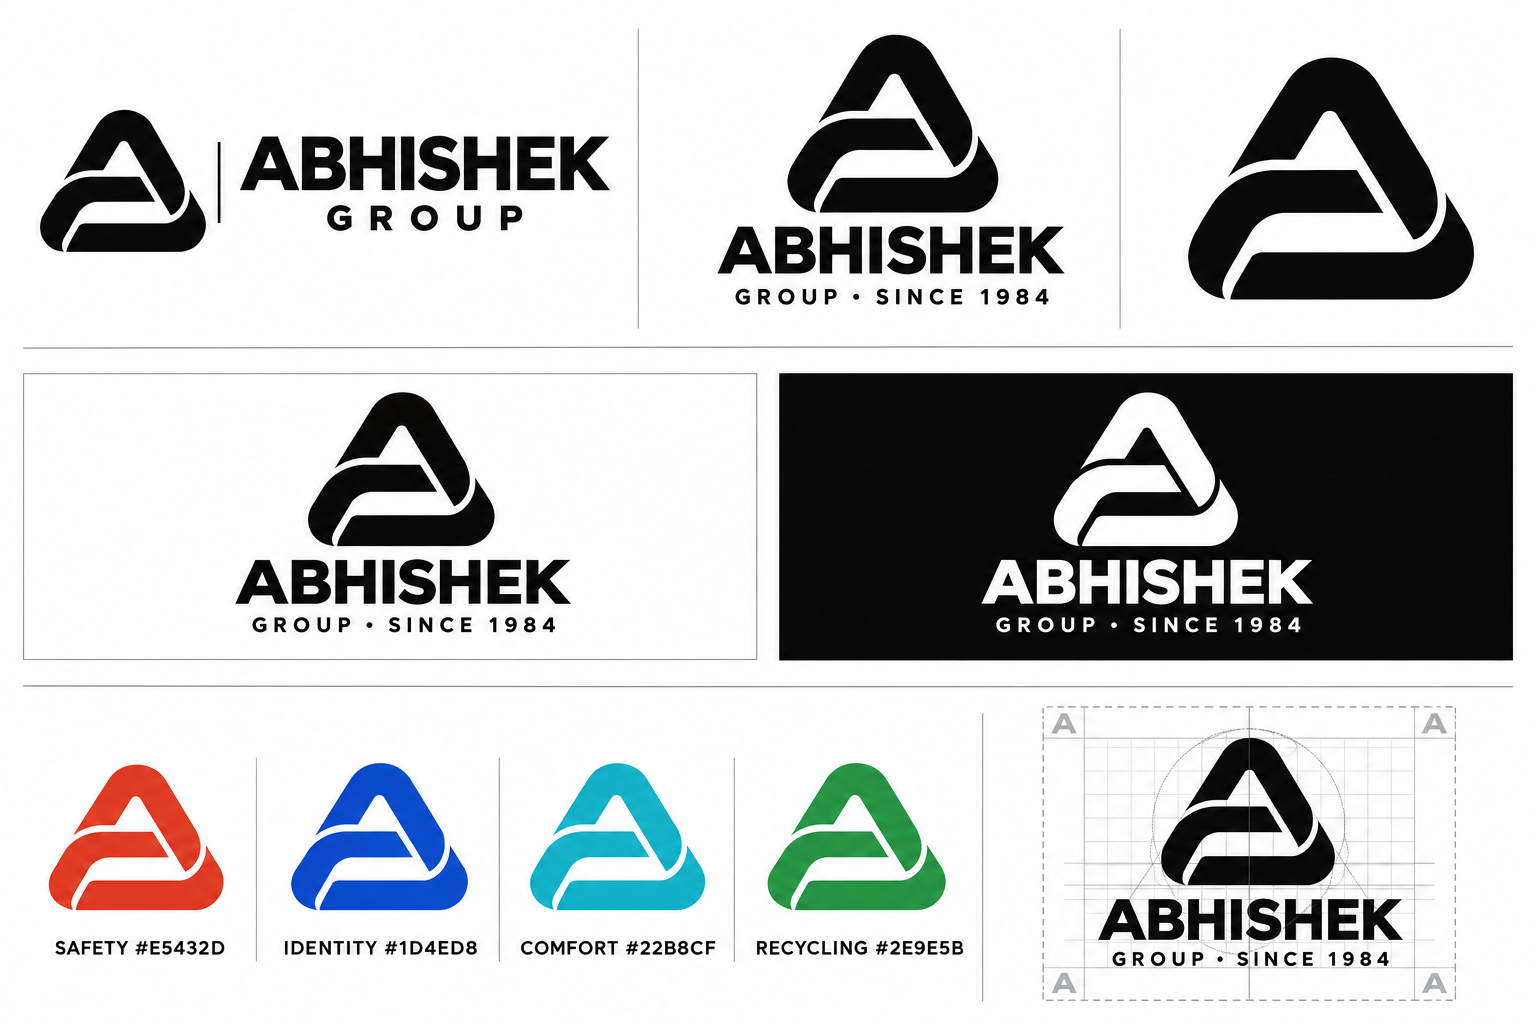 ABHISHEK
GROUP
ABHISHEK
GROUP • SINCE 1984
ABHISHEK
GROUP • SINCE 1984
ABHISHEK
GROUP • SINCE 1984
SAFETY #E5432D
IDENTITY #1D4ED8
COMFORT #22B8CF
RECYCLING #2E9E5B
A A
ABHISHEK
GROUP • SINCE 1984
A A